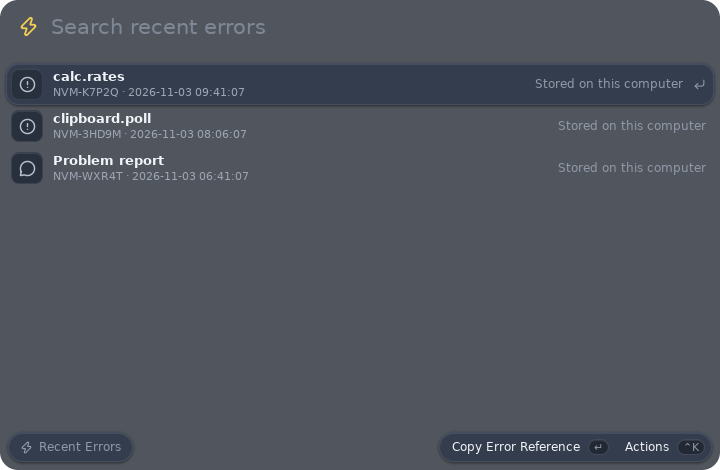 Search recent errors
calc.rates
NVM-K7P2Q · 2026-11-03 09:41:07
Stored on this computer ↵
clipboard.poll
NVM-3HD9M · 2026-11-03 08:06:07
Stored on this computer
Problem report
NVM-WXR4T · 2026-11-03 06:41:07
Stored on this computer
Recent Errors
Copy Error Reference ↵ Actions ^K